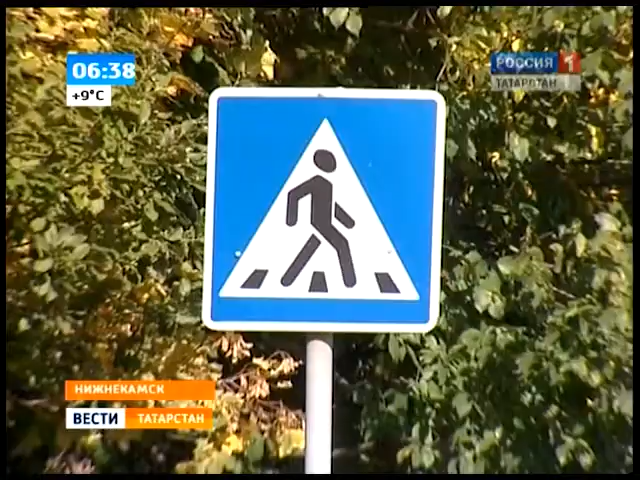 06:38
+9°C
РОССИЯ 1
ТАТАРСТАН
НИЖНЕКАМСК
ВЕСТИ ТАТАРСТАН